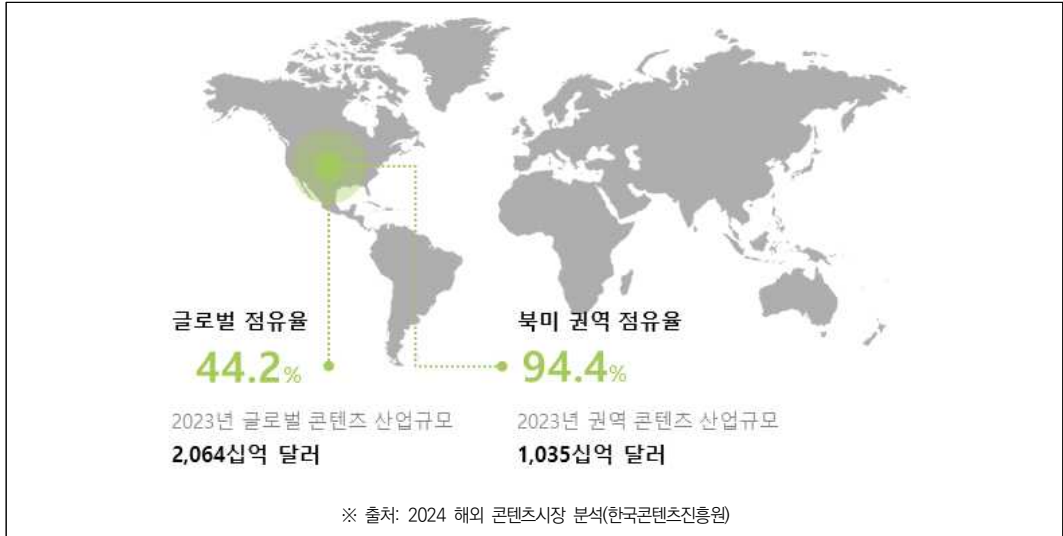 글로벌 점유율
44.2%
2023년 글로벌 콘텐츠 산업규모
2,064십억 달러
북미 권역 점유율
94.4%
2023년 권역 콘텐츠 산업규모
1,035십억 달러
※ 출처: 2024 해외 콘텐츠시장 분석(한국콘텐츠진흥원)